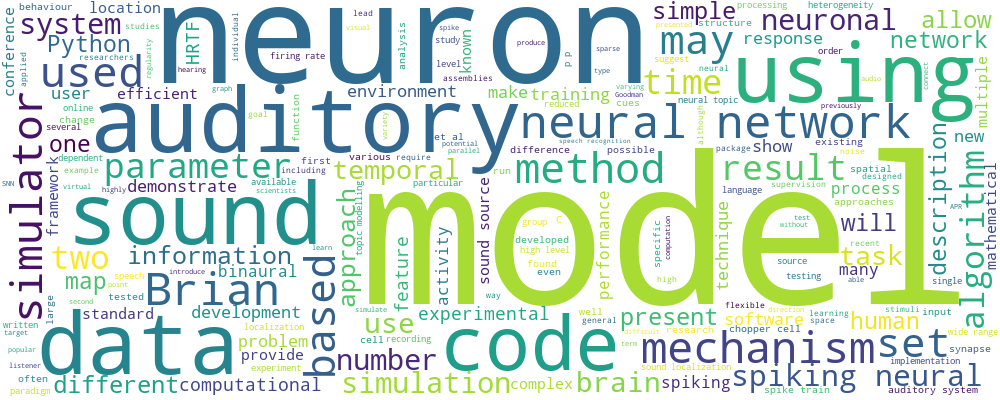 behaviour
location
system
conference
Python
researchers
regularity
HRTF
studies
individual
firing rate
neuron
analysis
known
visual
spike
study
level
assemblies
produce
p
sparse
type
simple
processing
suggest
presented
may
neuronal
heterogeneity
structure
response
order
allow
network
multiple
applied
hearing
used
user
online
change
efficient
several
one
dependent
example
virtual
goal
graph
environment
function
make
training
reduced
cues
time
varying
Goodman
neural
connect
audio
previously
neural topic
using
auditory
variety
et al
potential
parallel
speech recognition
neural network
although
package
existing
noise
new
simulator
framework
SNN
highly
parameter
first
including
available
scientists
demonstrate
various
require
temporal
difference
possible
run
particular
method
show
language
supervision
result
spatial
designed
process
approaches
description
algorithm
mathematical
sound
learn
topic modelling
approach
sound source
group
C
developed
high level
found
even
specific
computation
high
performance
technique
test
without
will
recent
APR
source
testing
many
able
task
single
model
two
introduce
speech
point
map
tested
second
large
information
binaural
Brian
standard
development
localization
experiment
problem
provide
based
feature
activity
way
simulate
experimental
use
cell
recording
well
general
present
difficult
research
term
flexible
software
direction
chopper cell
learning
space
stimuli
input
human
wide range
written
target
popular
listener
often
paradigm
data
different
computational
number
simulation
code
complex
brain
sound localization
spiking
mechanism
set
implementation
synapse
spiking neural
spike train
auditory system